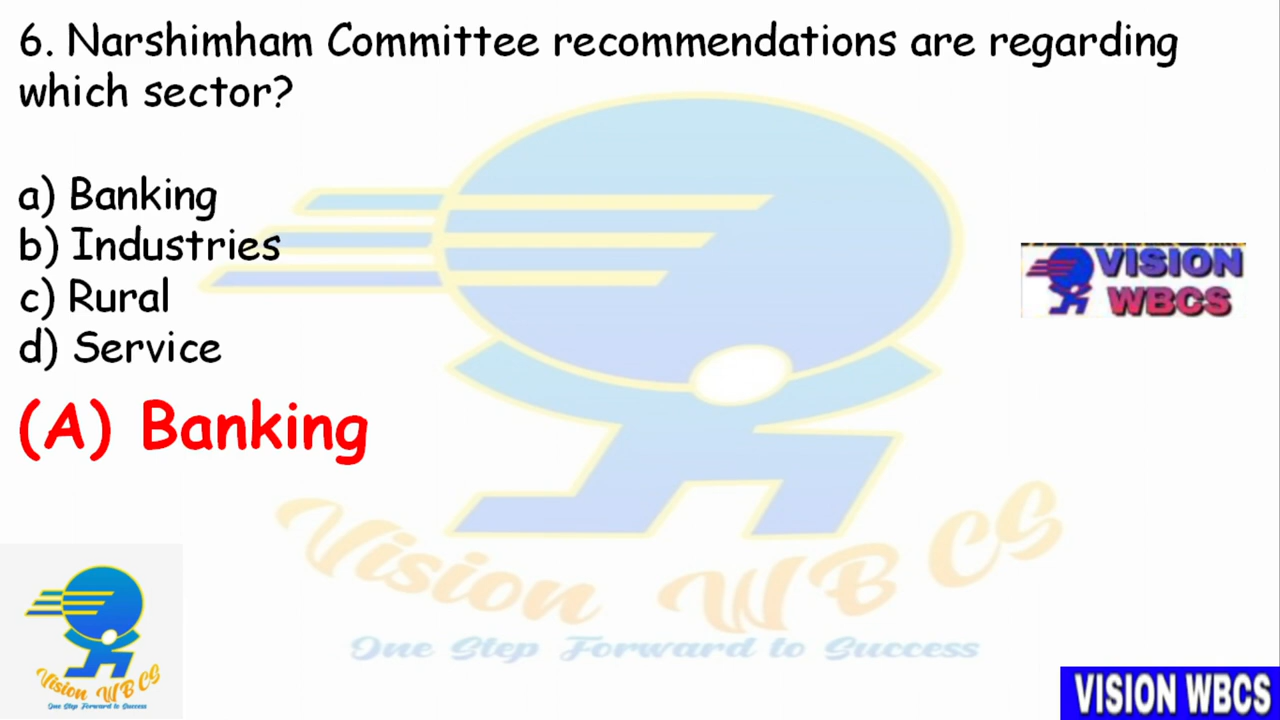 6. Narshimham Committee recommendations are regarding
which sector?
a) Banking
b) Industries
c) Rural
d) Service
(A) Banking
VISION
WBCS
Vision WBCS
One Step Forward to Success
Vision WBCS
One Step Forward to Success
VISION WBCS